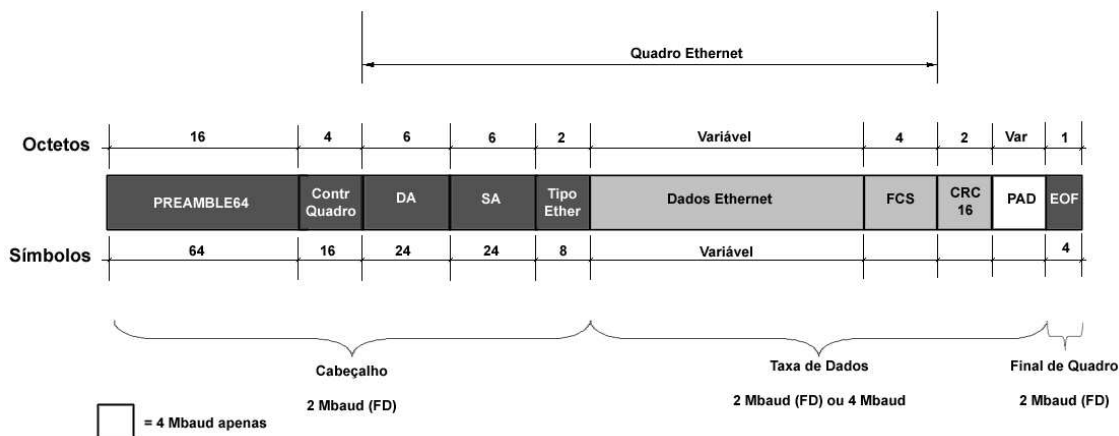 Quadro Ethernet
Octetos 16 4 6 6 2 Variável 4 2 Var 1
PREAMBLE64 Contr Quadro DA SA Tipo Ether Dados Ethernet FCS CRC 16 PAD EOF
Símbolos 64 16 24 24 8 Variável 4
Cabeçalho Taxa de Dados Final de Quadro
2 Mbaud (FD) 2 Mbaud (FD) ou 4 Mbaud 2 Mbaud (FD)
= 4 Mbaud apenas